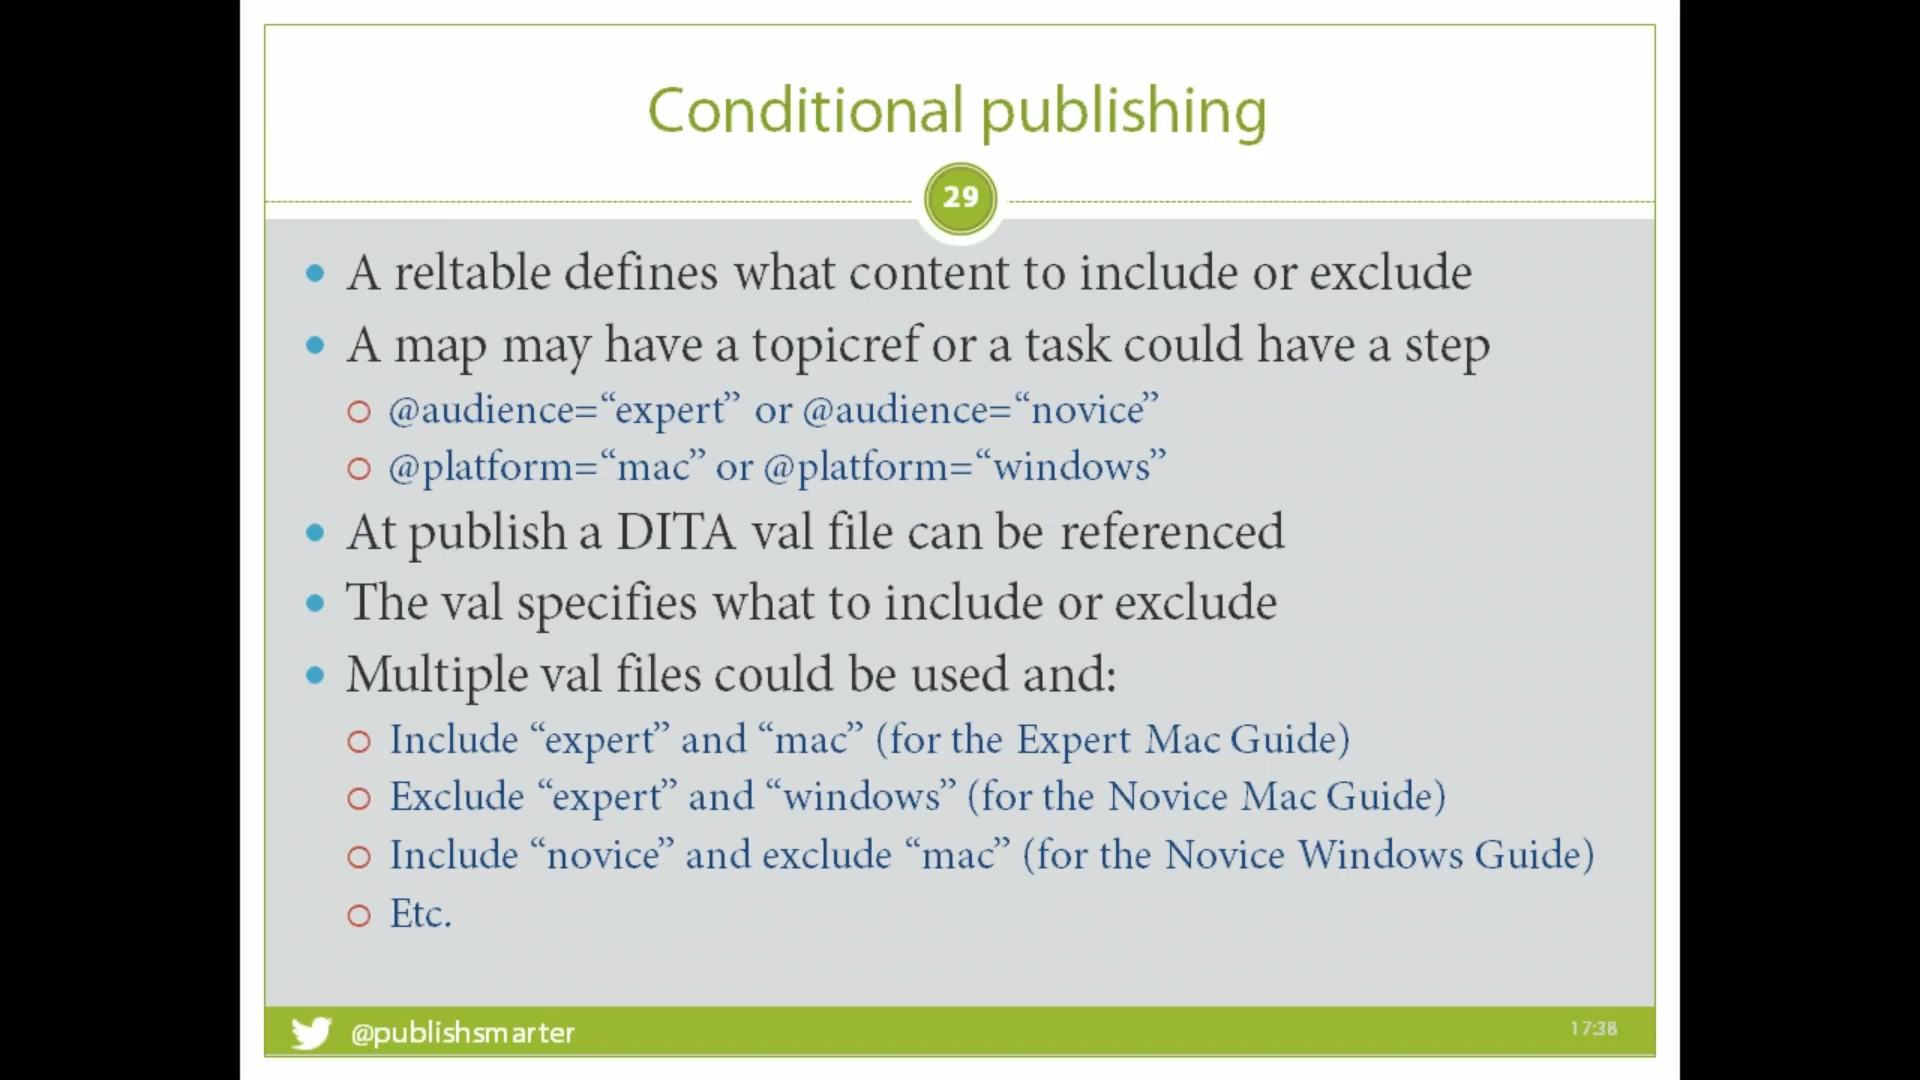 Conditional publishing
29
A reltable defines what content to include or exclude
A map may have a topicref or a task could have a step
@audience=“expert” or @audience=“novice”
@platform=“mac” or @platform=“windows”
At publish a DITA val file can be referenced
The val specifies what to include or exclude
Multiple val files could be used and:
Include “expert” and “mac” (for the Expert Mac Guide)
Exclude “expert” and “windows” (for the Novice Mac Guide)
Include “novice” and exclude “mac” (for the Novice Windows Guide)
Etc.
@publishsmarter
17:38